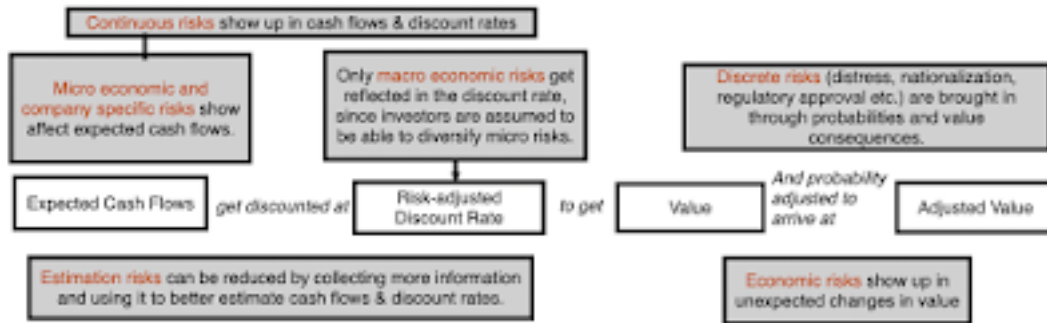 Continuous risks show up in cash flows & discount rates
Micro economic and
company specific risks show
affect expected cash flows.
Only macro economic risks get
reflected in the discount rate,
since investors are assumed to
be able to diversify micro risks.
Discrete risks (distress, nationalization,
regulatory approval etc.) are brought in
through probabilities and value
consequences.
Expected Cash Flows
get discounted at
Risk-adjusted
Discount Rate
to get
Value
And probability
adjusted to
arrive at
Adjusted Value
Estimation risks can be reduced by collecting more information
and using it to better estimate cash flows & discount rates.
Economic risks show up in
unexpected changes in value